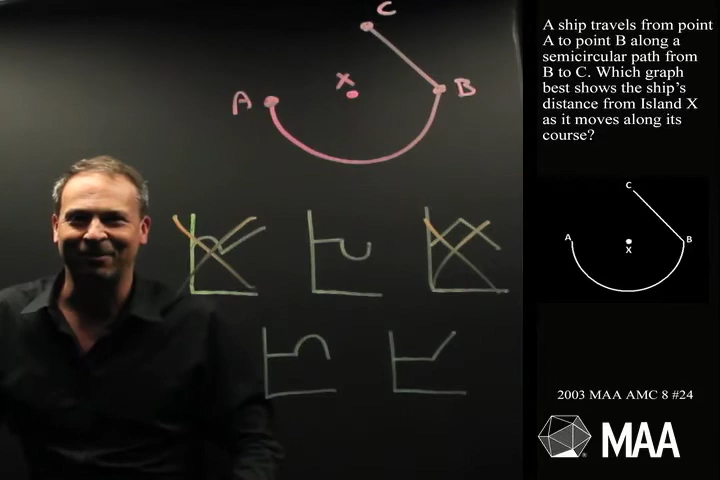 C
X
A
B
A ship travels from point
A to point B along a
semicircular path from
B to C. Which graph
best shows the ship's
distance from Island X
as it moves along its
course?
C
A
B
X
2003 MAA AMC 8 #24
MAA